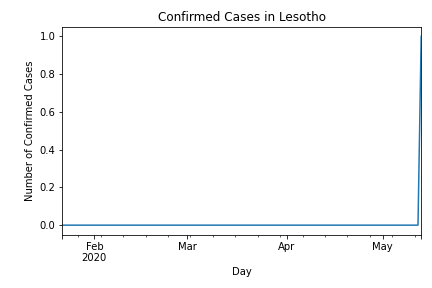 Confirmed Cases in Lesotho
Number of Confirmed Cases
1.0
0.8
0.6
0.4
0.2
0.0
Feb
2020
Mar
Apr
May
Day